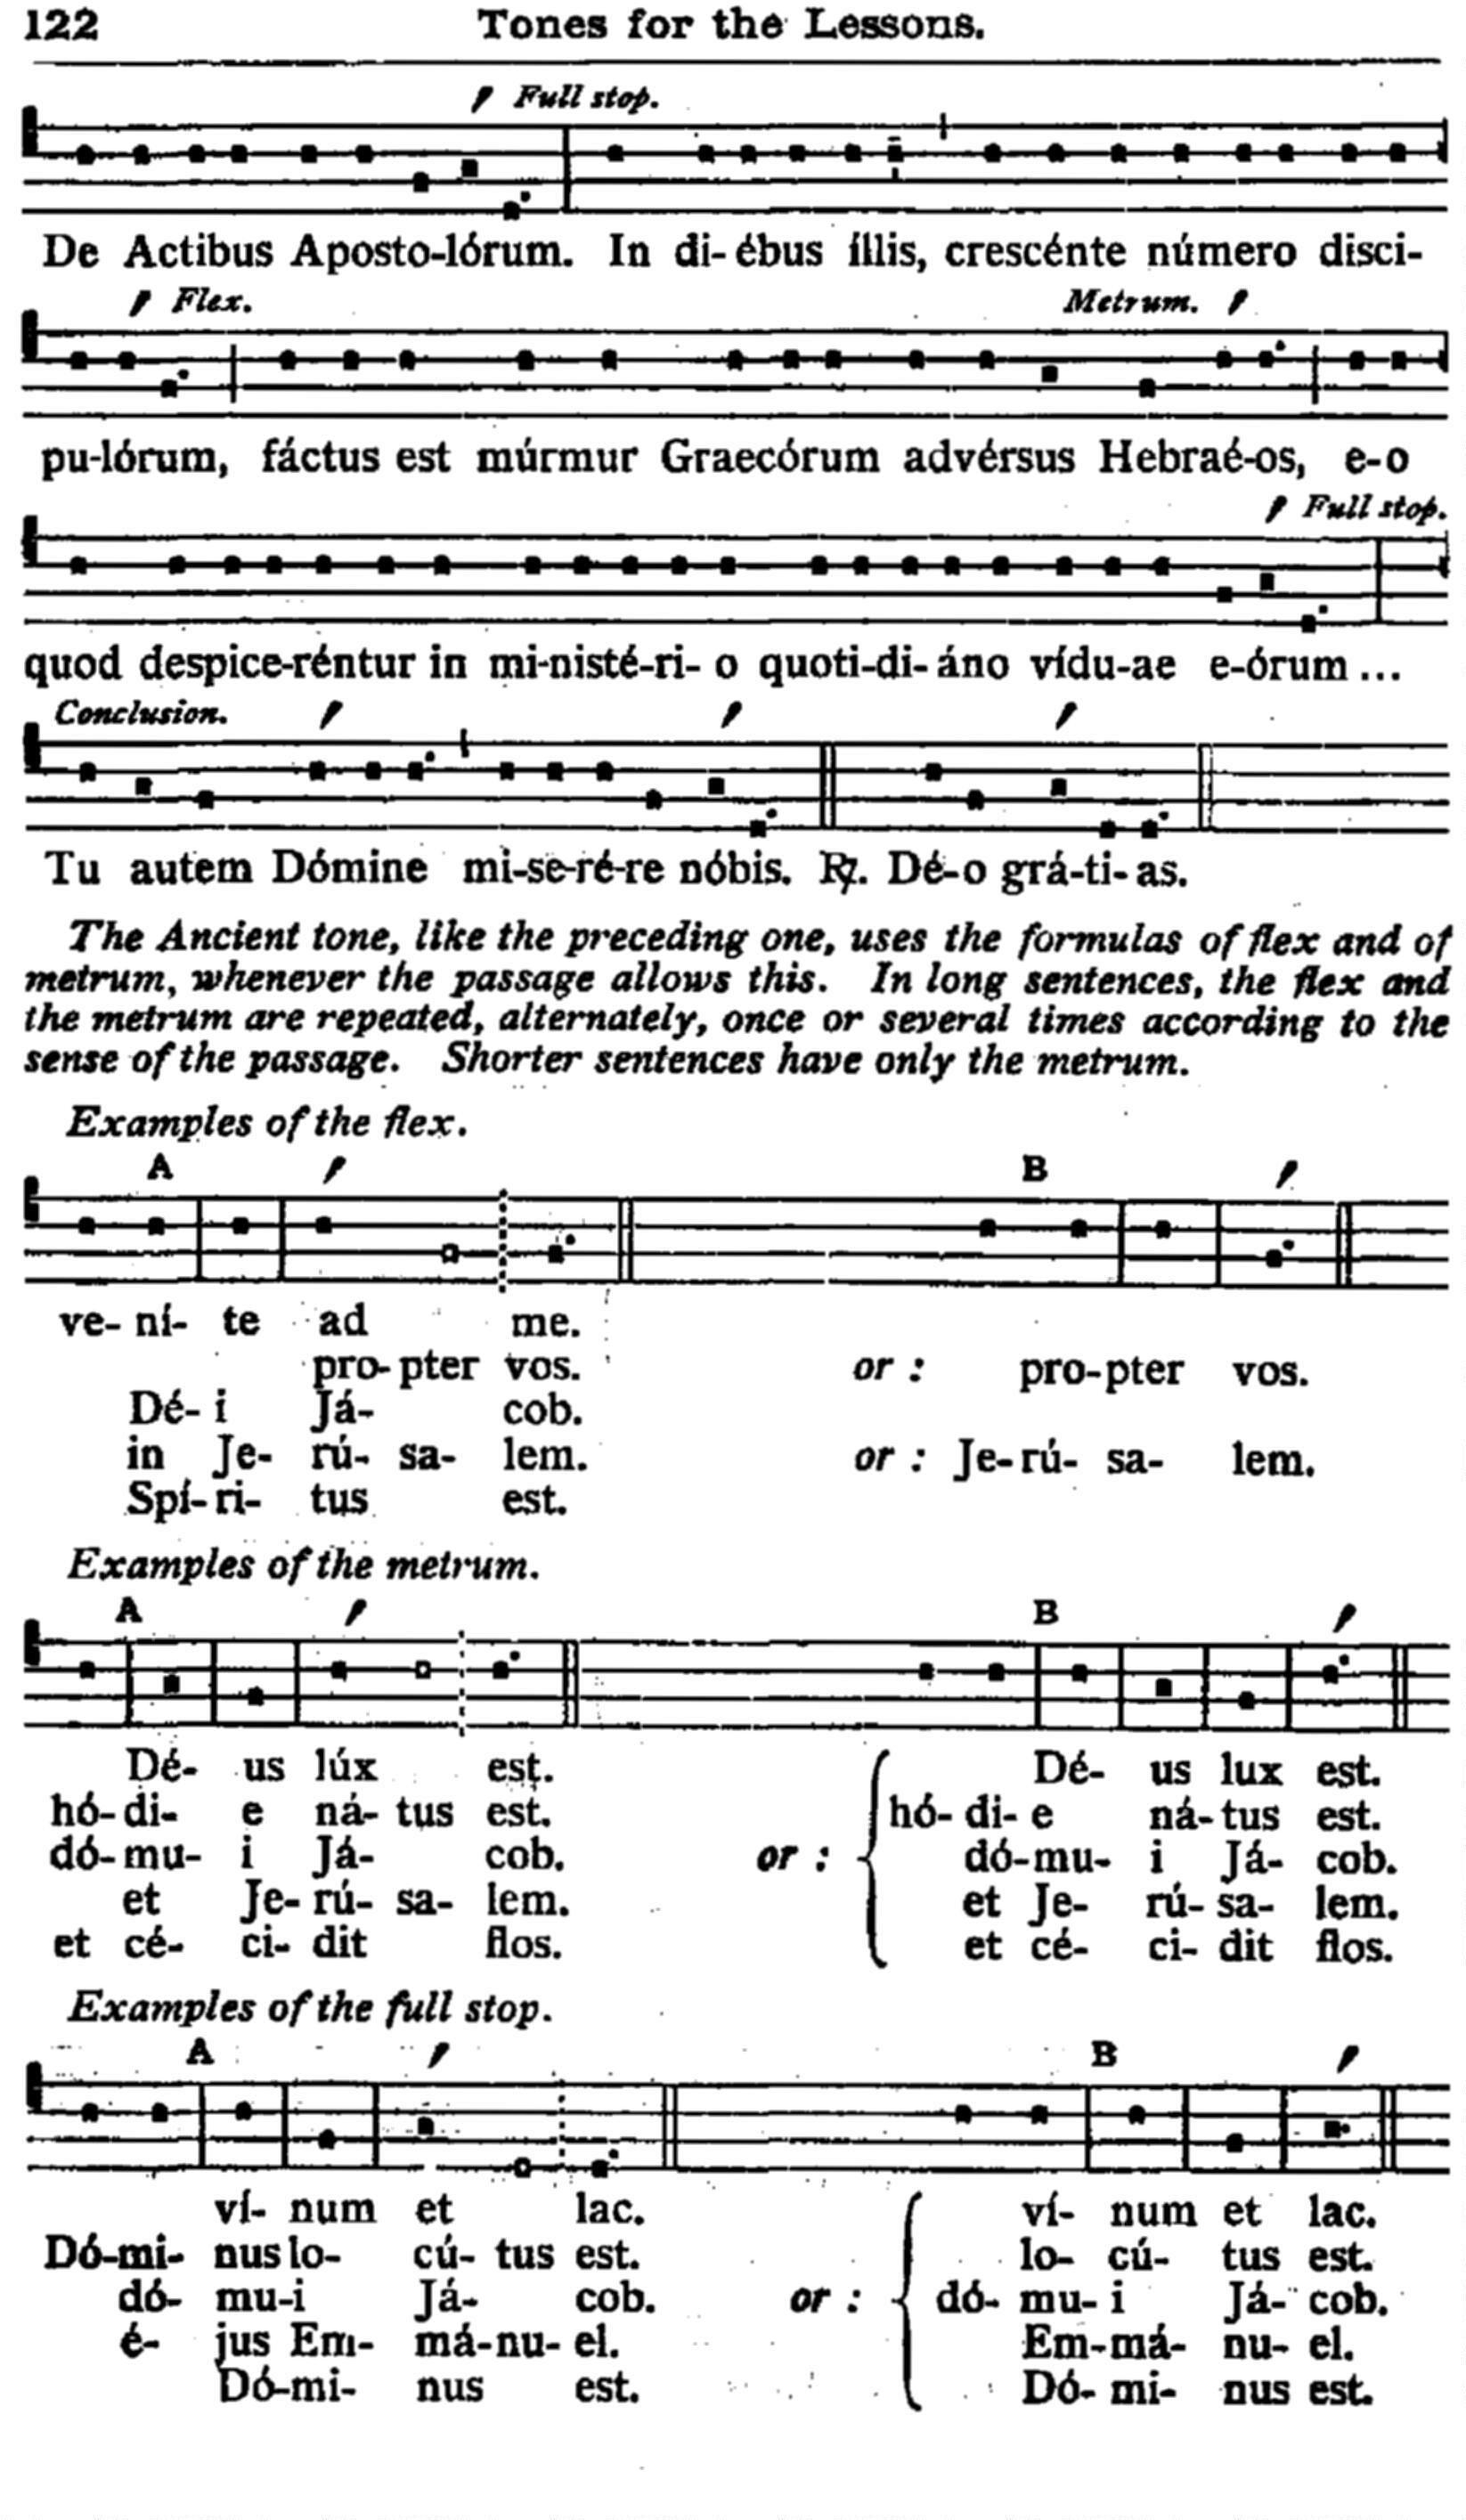 122 Tones for the Lessons.
Full stop.
De Actibus Aposto-lórum. In di-ébus íllis, crescénte número disci-
Flex. Metrum.
pu-lórum, fáctus est múrmur Graecórum advérsus Hebraé-os, e-o
Full stop.
quod despice-réntur in mi-nisté-ri-o quoti-di-áno vídu-ae e-órum ...
Conclusion.
Tu autem Dómine mi-se-ré-re nóbis. ℟. Dé-o grá-ti-as.
The Ancient tone, like the preceding one, uses the formulas of flex and of
metrum, whenever the passage allows this. In long sentences, the flex and
the metrum are repeated, alternately, once or several times according to the
sense of the passage. Shorter sentences have only the metrum.
Examples of the flex.
A B
ve- ní- te ad me.
pro-pter vos. or : pro-pter vos.
Dé- i Já- cob.
in Je- rú- sa- lem. or : Je-rú- sa- lem.
Spí-ri- tus est.
Examples of the metrum.
A B
Dé- us lúx est. Dé- us lux est.
hó-di- e ná- tus est. hó- di- e ná-tus est.
dó-mu- i Já- cob. or : dó-mu- i Já- cob.
et Je- rú- sa- lem. et Je- rú- sa- lem.
et cé- ci- dit flos. et cé- ci- dit flos.
Examples of the full stop.
A B
ví- num et lac. ví- num et lac.
Dó-mi- nus lo- cú- tus est. lo- cú- tus est.
dó- mu-i Já- cob. or : dó- mu- i Já- cob.
é- jus Em- má-nu- el. Em-má- nu- el.
Dó-mi- nus est. Dó- mi- nus est.